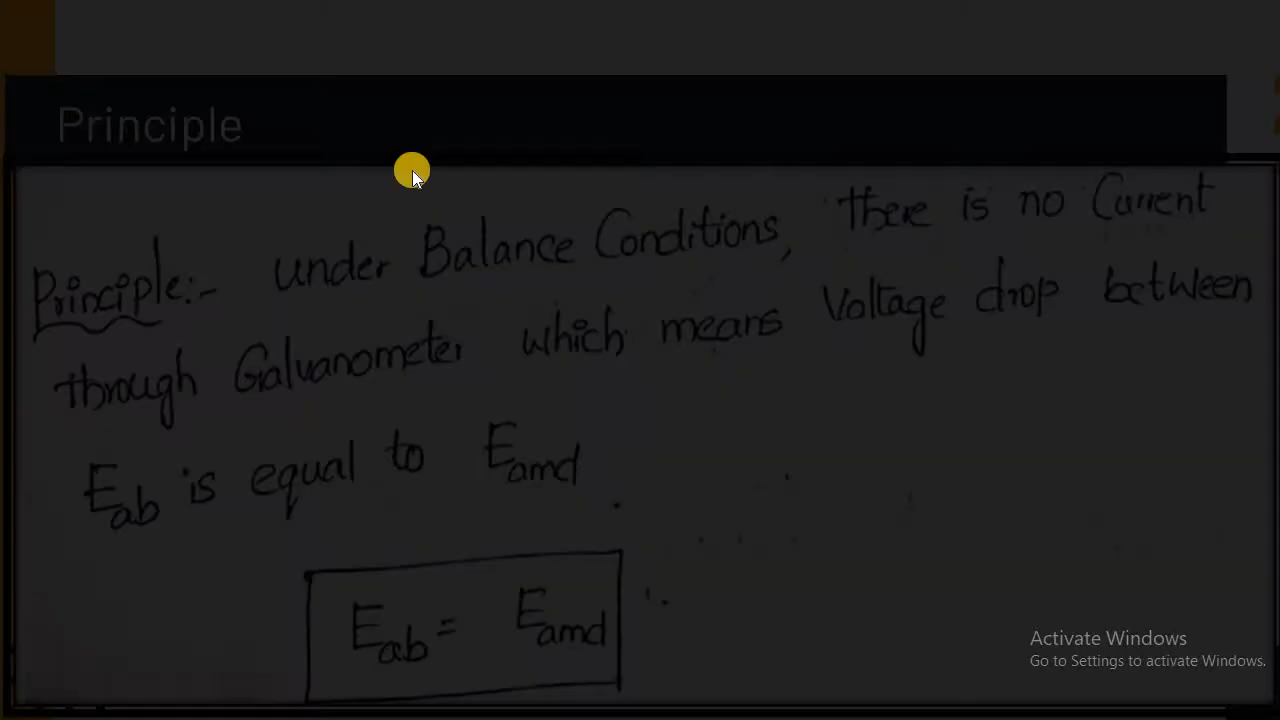 Principle
Principle:- under Balance Conditions, there is no Current
through Galvanometer which means Voltage drop between
Eab is equal to Eamd
Eab = Eamd
Activate Windows
Go to Settings to activate Windows.